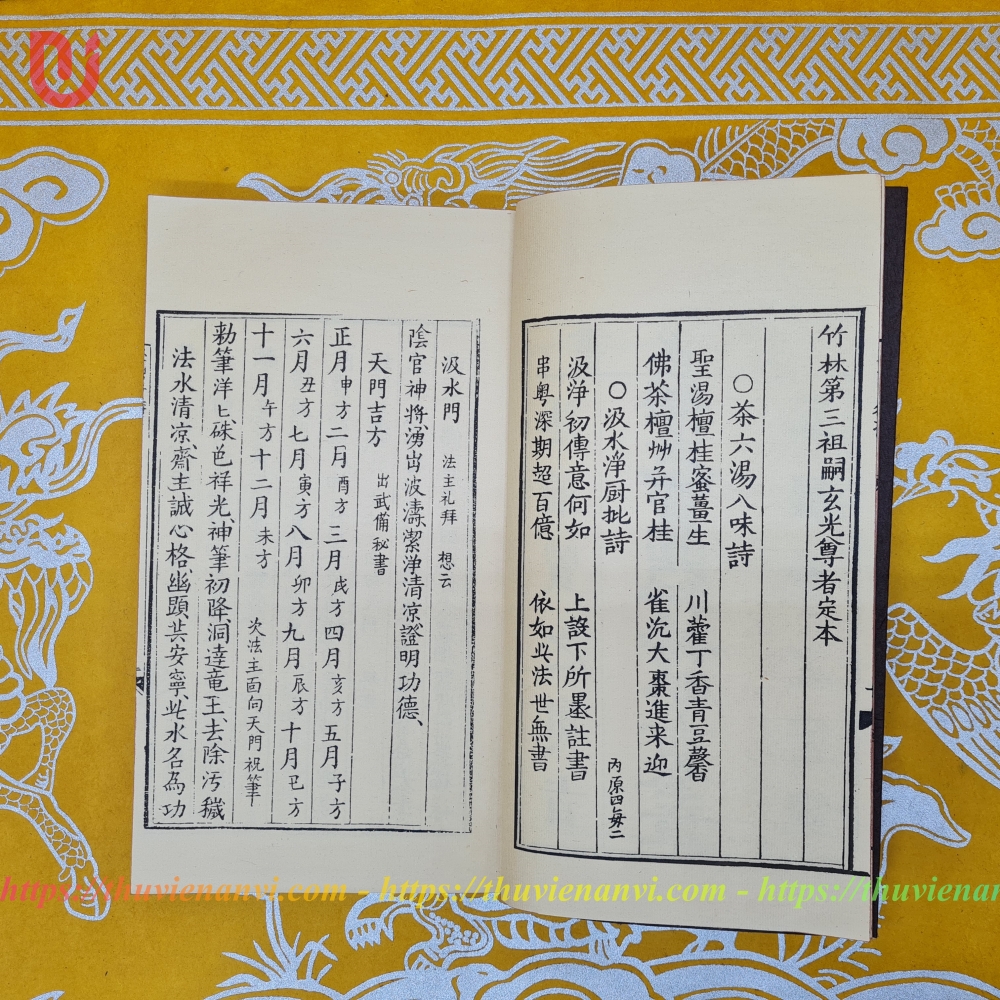 竹林第三祖嗣玄光尊者定本
○茶六湯八味詩
聖湯檀桂蜜薑生 川藿丁香青豆馨
佛茶檀艸弁官桂 雀沉大棗進来迎
○汲水淨厨批詩 內原四每二
汲淨初傳意何如 上設下所墨註書
串粵深期超百億 依如此法世無書
汲水門 法主礼拜 想云
陰官神將湧出波濤潔淨清凉證明功德、
天門吉方 出武備秘書
正月申方二月酉方三月戌方四月亥方五月子方
六月丑方七月寅方八月卯方九月辰方十月巳方
十一月午方十二月未方 次法主面向天門祝筆
勅筆洋〻硃色祥光、神筆初降、洞達竜王、去除污穢
法水清凉、齋主誠心格、幽顕共安寧、此水名為功
https://thuvienanvi.com - https://thuvienanvi.com - https://thuvienan